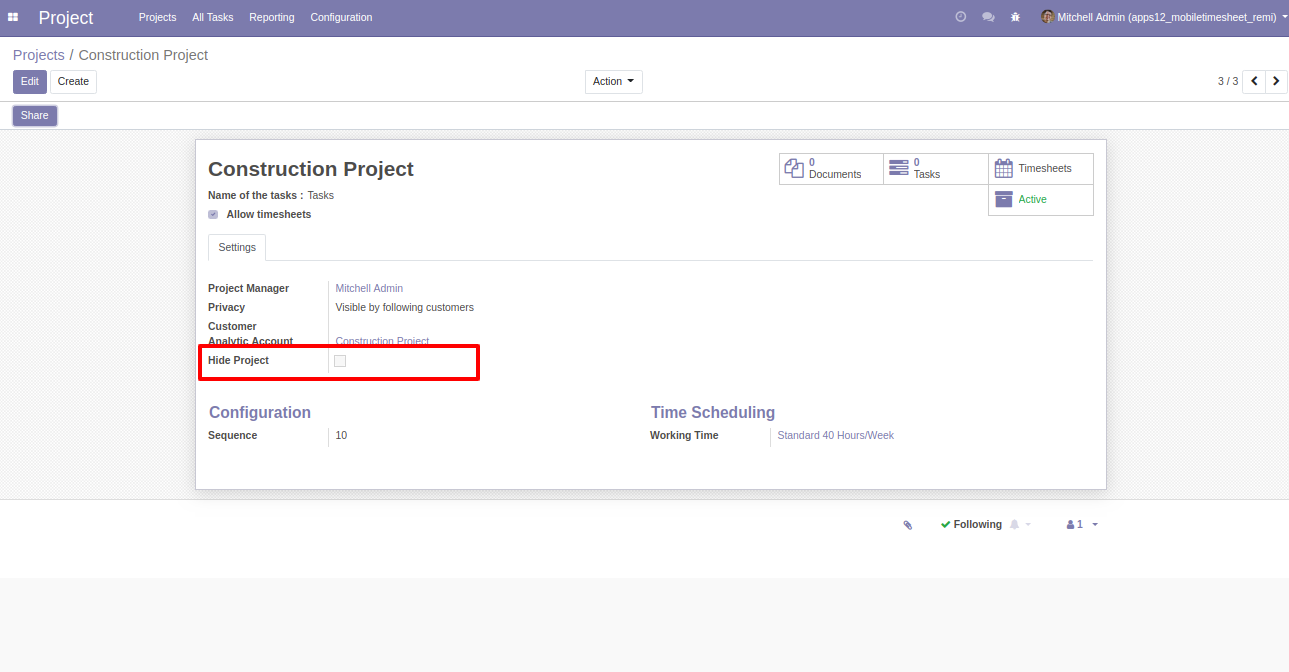 Project Projects All Tasks Reporting Configuration Mitchell Admin (apps12_mobiletimesheet_remi)
Projects / Construction Project
Edit Create Action 3 / 3
Share
Construction Project
0 Documents
0 Tasks
Timesheets
Active
Name of the tasks : Tasks
Allow timesheets
Settings
Project Manager Mitchell Admin
Privacy Visible by following customers
Customer
Analytic Account Construction Project
Hide Project
Configuration
Sequence 10
Time Scheduling
Working Time Standard 40 Hours/Week
Following 1